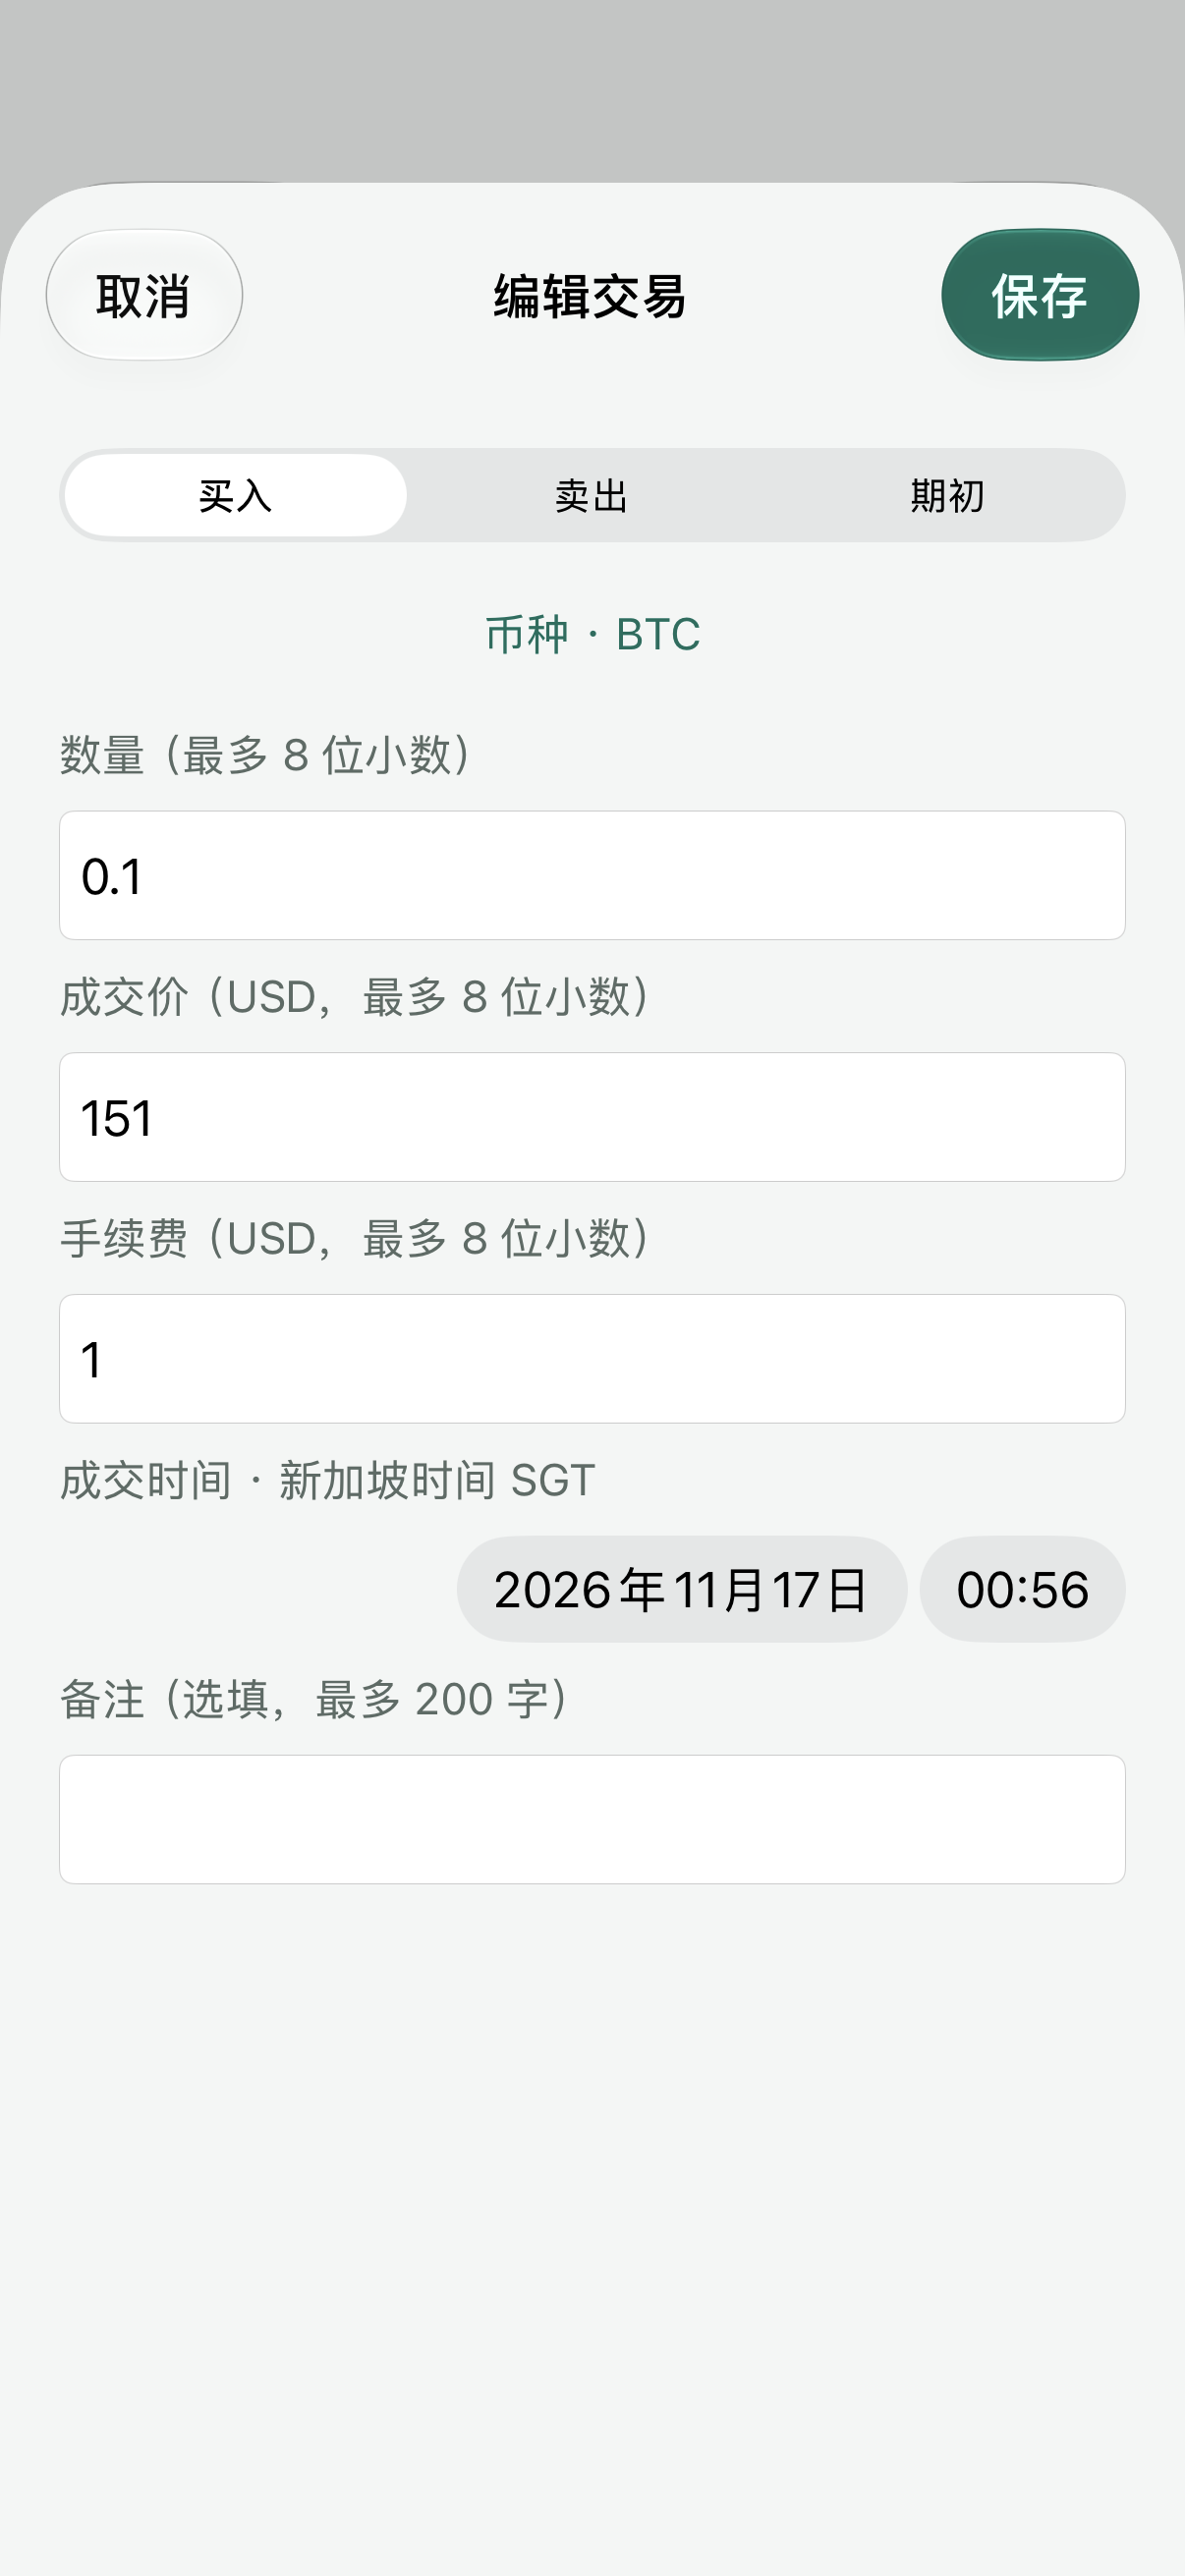 取消 编辑交易 保存
买入 卖出 期初
币种 · BTC
数量（最多 8 位小数）
0.1
成交价（USD，最多 8 位小数）
151
手续费（USD，最多 8 位小数）
1
成交时间 · 新加坡时间 SGT
2026年11月17日 00:56
备注（选填，最多 200 字）